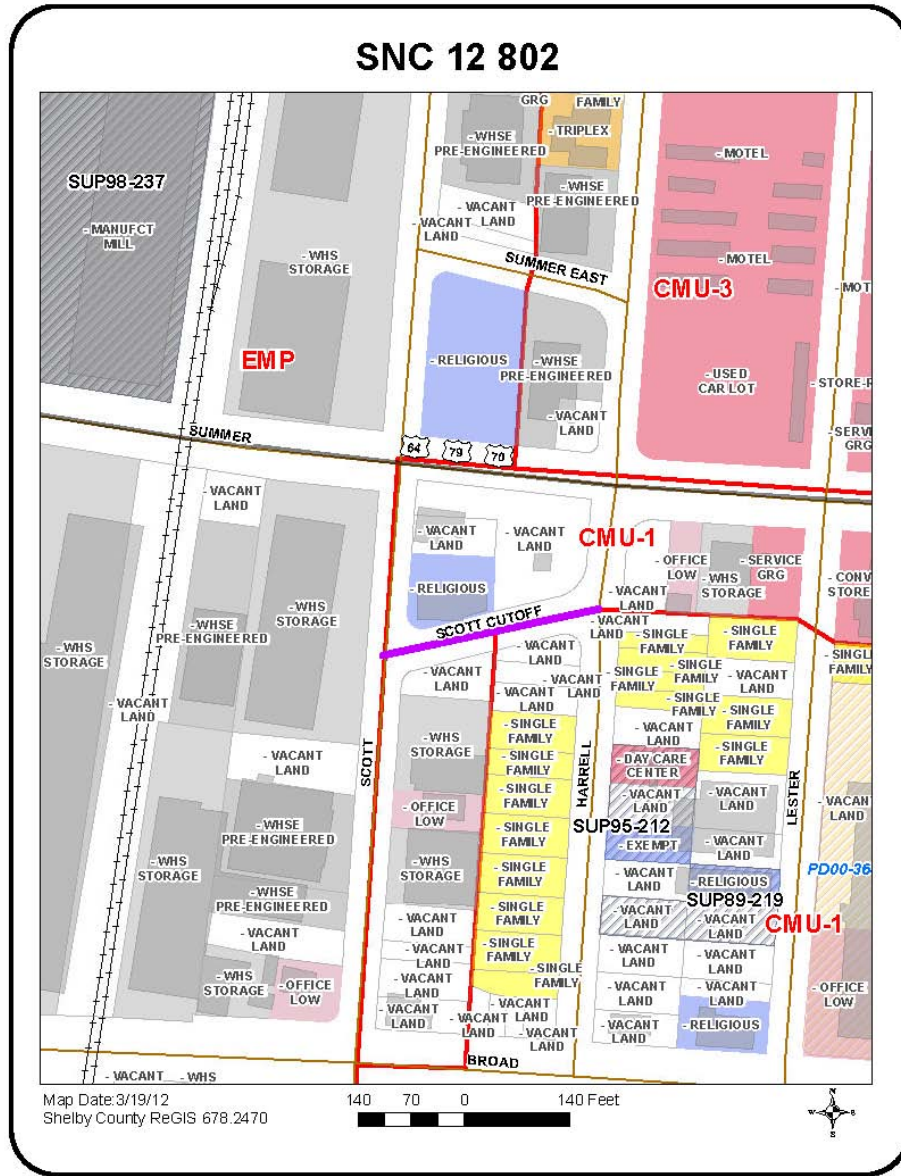 SNC 12 802
GRG
FAMILY
- TRIPLEX
- WHSE
PRE-ENGINEERED
- MOTEL
SUP98-237
- MANUFCT
MILL
- WHS
STORAGE
- VACANT
LAND
- VACANT
LAND
- WHSE
PRE-ENGINEERED
SUMMER EAST
- MOTEL
CMU-3
- MOT
EMP
- RELIGIOUS
- WHSE
PRE-ENGINEERED
- USED
CAR LOT
- STORE-R
- VACANT
LAND
- SERVIC
GRG
SUMMER
64
79
70
- VACANT
LAND
- VACANT
LAND
- VACANT
LAND
CMU-1
- OFFICE
LOW
- SERVICE
GRG
- WHS
STORAGE
- CONV
STORE
- RELIGIOUS
- VACANT
LAND
SCOTT CUTOFF
- WHSE
PRE-ENGINEERED
- WHS
STORAGE
- WHS
STORAGE
- VACANT
LAND
- VACANT
LAND
- VACANT
LAND
- VACANT
LAND
- VACANT
LAND
- VACANT
LAND
- SINGLE
FAMILY
- SINGLE
FAMILY
- SINGLE
FAMILY
- SINGLE
FAMILY
- SINGLE
FAMILY
- SINGLE
FAMILY
- VACANT
LAND
- SINGLE
FAMILY
- SINGLE
FAMILY
- VACANT
LAND
- DAY CARE
CENTER
- VACANT
LAND
SCOTT
- WHS
STORAGE
- SINGLE
FAMILY
- SINGLE
FAMILY
- SINGLE
FAMILY
- SINGLE
FAMILY
- SINGLE
FAMILY
- SINGLE
FAMILY
- SINGLE
FAMILY
- SINGLE
FAMILY
HARRELL
LESTER
- VACANT
LAND
- OFFICE
LOW
- WHS
STORAGE
- WHSE
PRE-ENGINEERED
- WHS
STORAGE
- WHSE
PRE-ENGINEERED
- VACANT
LAND
- WHS
STORAGE
- OFFICE
LOW
SUP95-212
- EXEMPT
- VACANT
LAND
- VACANT
LAND
- VACANT
LAND
PD00-36
- VACANT
LAND
- RELIGIOUS
SUP89-219
- VACANT
LAND
- VACANT
LAND
CMU-1
- VACANT
LAND
- VACANT
LAND
- VACANT
LAND
- VACANT
LAND
- OFFICE
LOW
- VACANT
LAND
- RELIGIOUS
- VACANT
LAND
- VACANT
LAND
- VACANT
LAND
- VACANT
LAND
- VACANT
LAND
- VACANT
LAND
- VACANT
LAND
BROAD
- VACANT
- WHS
Map Date:3/19/12
Shelby County ReGIS 678.2470
140 70 0 140 Feet
N
E
S